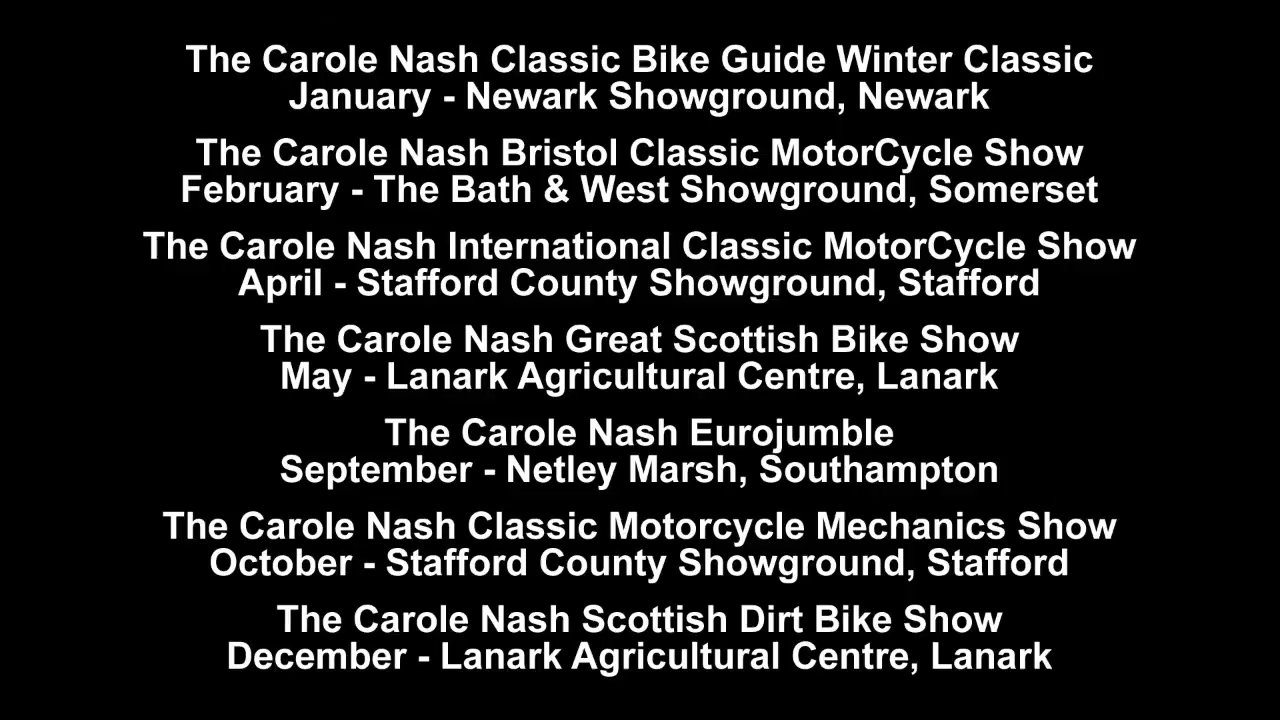 The Carole Nash Classic Bike Guide Winter Classic
January - Newark Showground, Newark
The Carole Nash Bristol Classic MotorCycle Show
February - The Bath & West Showground, Somerset
The Carole Nash International Classic MotorCycle Show
April - Stafford County Showground, Stafford
The Carole Nash Great Scottish Bike Show
May - Lanark Agricultural Centre, Lanark
The Carole Nash Eurojumble
September - Netley Marsh, Southampton
The Carole Nash Classic Motorcycle Mechanics Show
October - Stafford County Showground, Stafford
The Carole Nash Scottish Dirt Bike Show
December - Lanark Agricultural Centre, Lanark